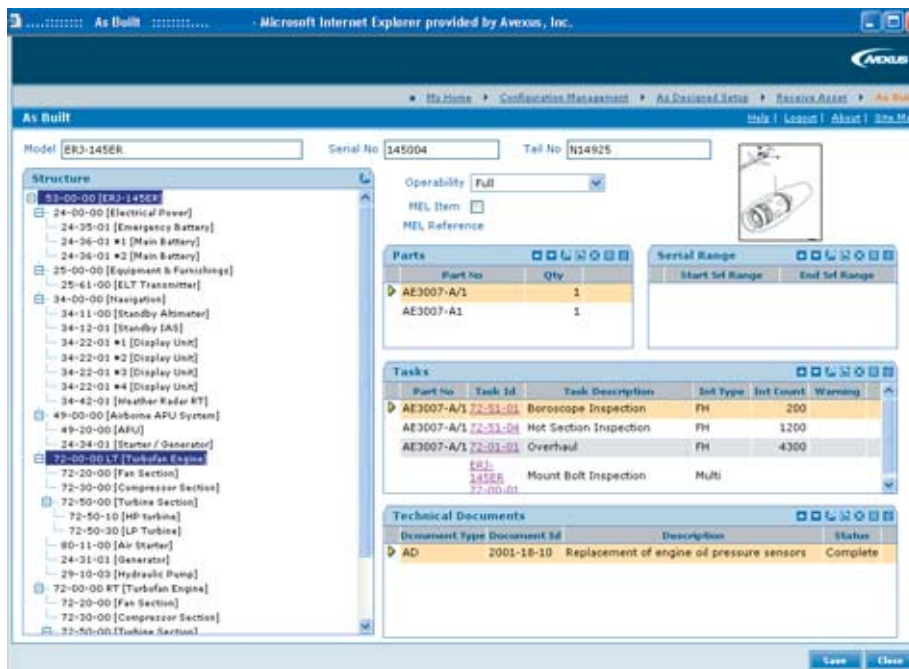 ....::::::: As Built :::::::.... - Microsoft Internet Explorer provided by Avexus, Inc.
AVEXUS
My Home Configuration Management As Designed Setup Receive Asset As Bui
As Built Help | Logout | About | Site Ma
Model ERJ-145ER Serial No 145004 Tail No N14925
Structure
53-00-00 [ERJ-145ER]
24-00-00 [Electrical Power]
24-35-01 [Emergency Battery]
24-36-01 #1 [Main Battery]
24-36-01 #2 [Main Battery]
25-00-00 [Equipment & Furnishings]
25-61-00 [ELT Transmitter]
34-00-00 [Navigation]
34-11-00 [Standby Altimeter]
34-12-01 [Standby IAS]
34-22-01 #1 [Display Unit]
34-22-01 #2 [Display Unit]
34-22-01 #3 [Display Unit]
34-22-01 #4 [Display Unit]
34-42-01 [Weather Radar RT]
49-00-00 [Airborne APU System]
49-20-00 [APU]
24-34-01 [Starter / Generator]
72-00-00 LT [Turbofan Engine]
72-20-00 [Fan Section]
72-30-00 [Compressor Section]
72-50-00 [Turbine Section]
72-50-10 [HP turbine]
72-50-30 [LP Turbine]
80-11-00 [Air Starter]
24-31-01 [Generator]
29-10-03 [Hydraulic Pump]
72-00-00 RT [Turbofan Engine]
72-20-00 [Fan Section]
72-30-00 [Compressor Section]
72-50-00 [Turbine Section]
Operability Full
MEL Item
MEL Reference
Parts
Part No Qty
AE3007-A/1 1
AE3007-A1 1
Serial Range
Start Srl Range End Srl Range
Tasks
Part No Task Id Task Description Int Type Int Count Warning
AE3007-A/1 72-51-01 Boroscope Inspection FH 200
AE3007-A/1 72-51-04 Hot Section Inspection FH 1200
AE3007-A/1 72-01-01 Overhaul FH 4300
ERJ-
145ER Mount Bolt Inspection Multi
72-00-01
Technical Documents
Document Type Document Id Description Status
AD 2001-18-10 Replacement of engine oil pressure sensors Complete
Save Close